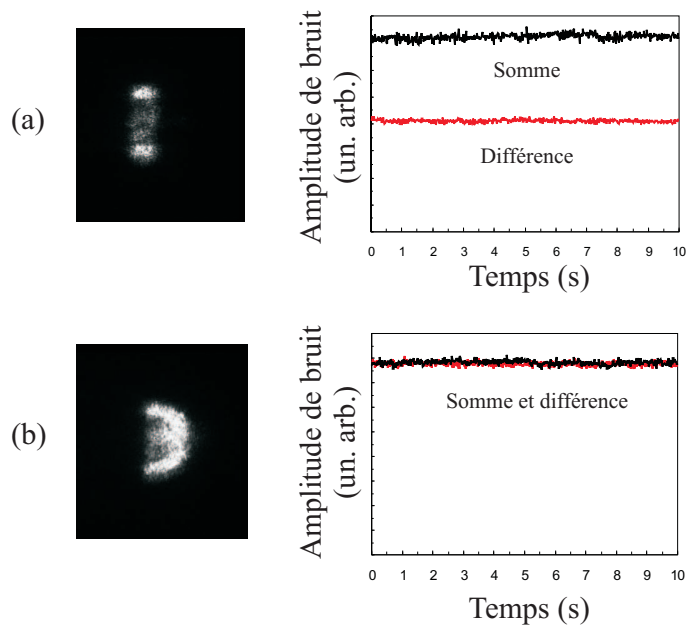 (a)
Amplitude de bruit
(un. arb.)
Somme
Différence
0 1 2 3 4 5 6 7 8 9 10
Temps (s)
(b)
Amplitude de bruit
(un. arb.)
Somme et différence
0 1 2 3 4 5 6 7 8 9 10
Temps (s)